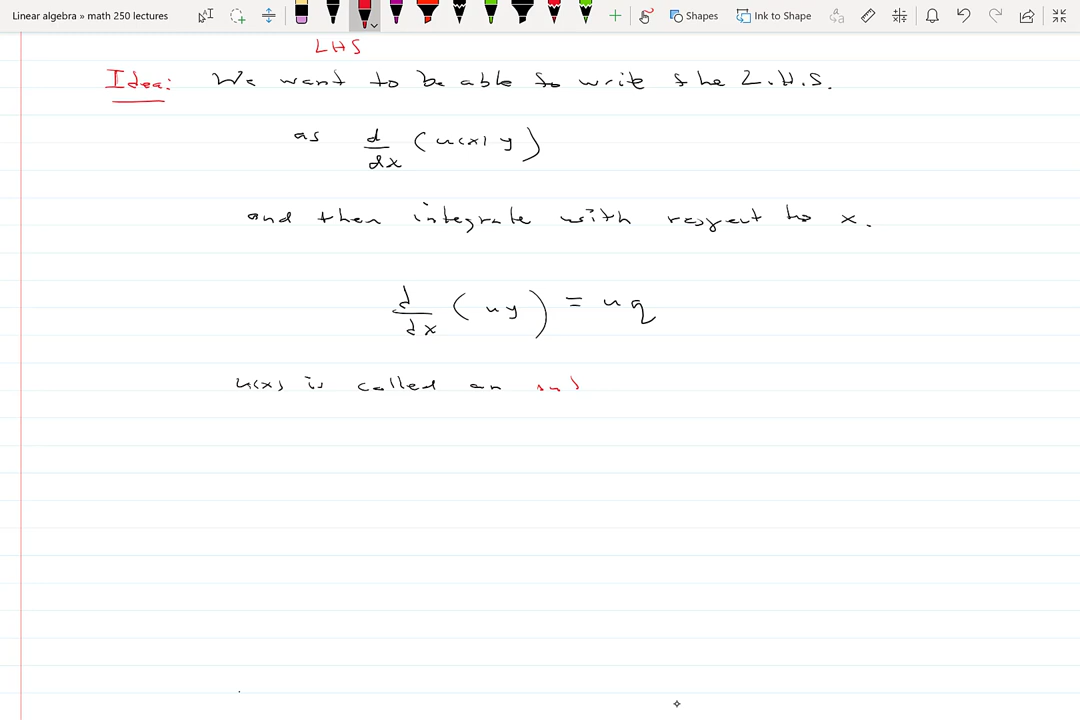 Linear algebra » math 250 lectures
Shapes
Ink to Shape
LHS
Idea: We want to be able to write the L.H.S.
as d/dx (u(x) y)
and then integrate with respect to x.
d/dx (uy) = uq
u(x) is called an